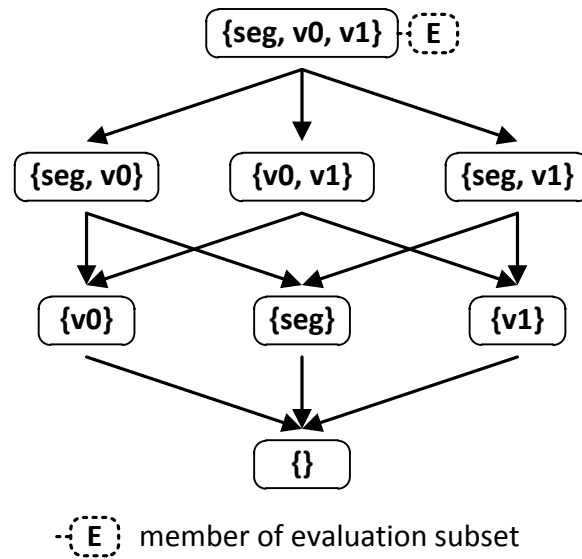 {seg, v0, v1} E
{seg, v0} {v0, v1} {seg, v1}
{v0} {seg} {v1}
{}
E member of evaluation subset